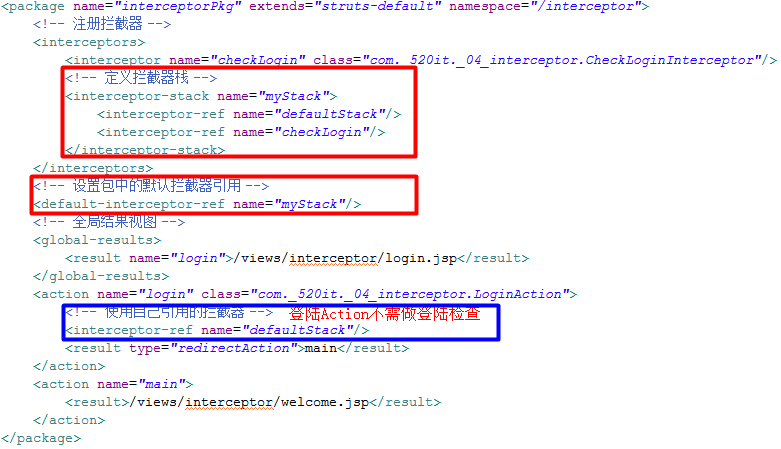 <package name="interceptorPkg" extends="struts-default" namespace="/interceptor">
<!-- 注册拦截器 -->
<interceptors>
<interceptor name="checkLogin" class="com._520it._04_interceptor.CheckLoginInterceptor"/>
<!-- 定义拦截器栈 -->
<interceptor-stack name="myStack">
<interceptor-ref name="defaultStack"/>
<interceptor-ref name="checkLogin"/>
</interceptor-stack>
</interceptors>
<!-- 设置包中的默认拦截器引用 -->
<default-interceptor-ref name="myStack"/>
<!-- 全局结果视图 -->
<global-results>
<result name="login">/views/interceptor/login.jsp</result>
</global-results>
<action name="login" class="com._520it._04_interceptor.LoginAction">
<!-- 使用自己引用的拦截器 --> 登陆Action不需做登陆检查
<interceptor-ref name="defaultStack"/>
<result type="redirectAction">main</result>
</action>
<action name="main">
<result>/views/interceptor/welcome.jsp</result>
</action>
</package>